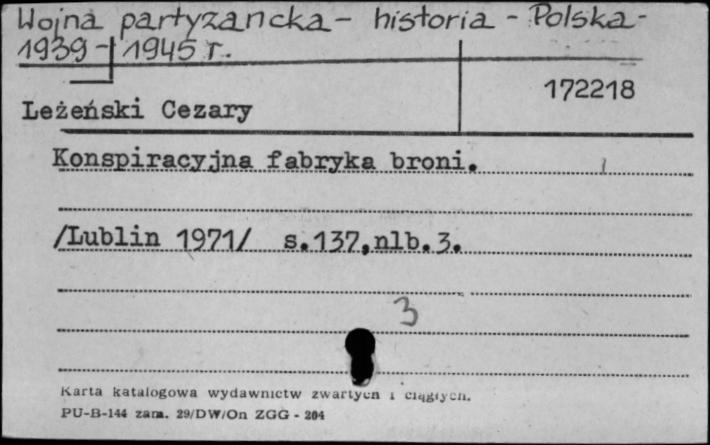 Wojna partyzancka - historia - Polska -
1939 - 1945 r.
172218
Leżeński Cezary
Konspiracyjna fabryka broni.
/Lublin 1971/ s.137,nlb.3.
3
Karta katalogowa wydawnictw zwartych i ciągłych.
PU-B-144 zam. 29/DW/On ZGG - 204